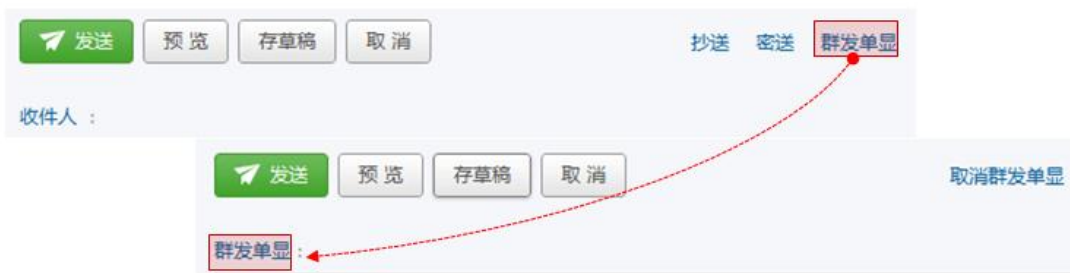 发送 预 览 存草稿 取 消 抄送 密送 群发单显
收件人 ：
发送 预 览 存草稿 取 消 取消群发单显
群发单显 ：